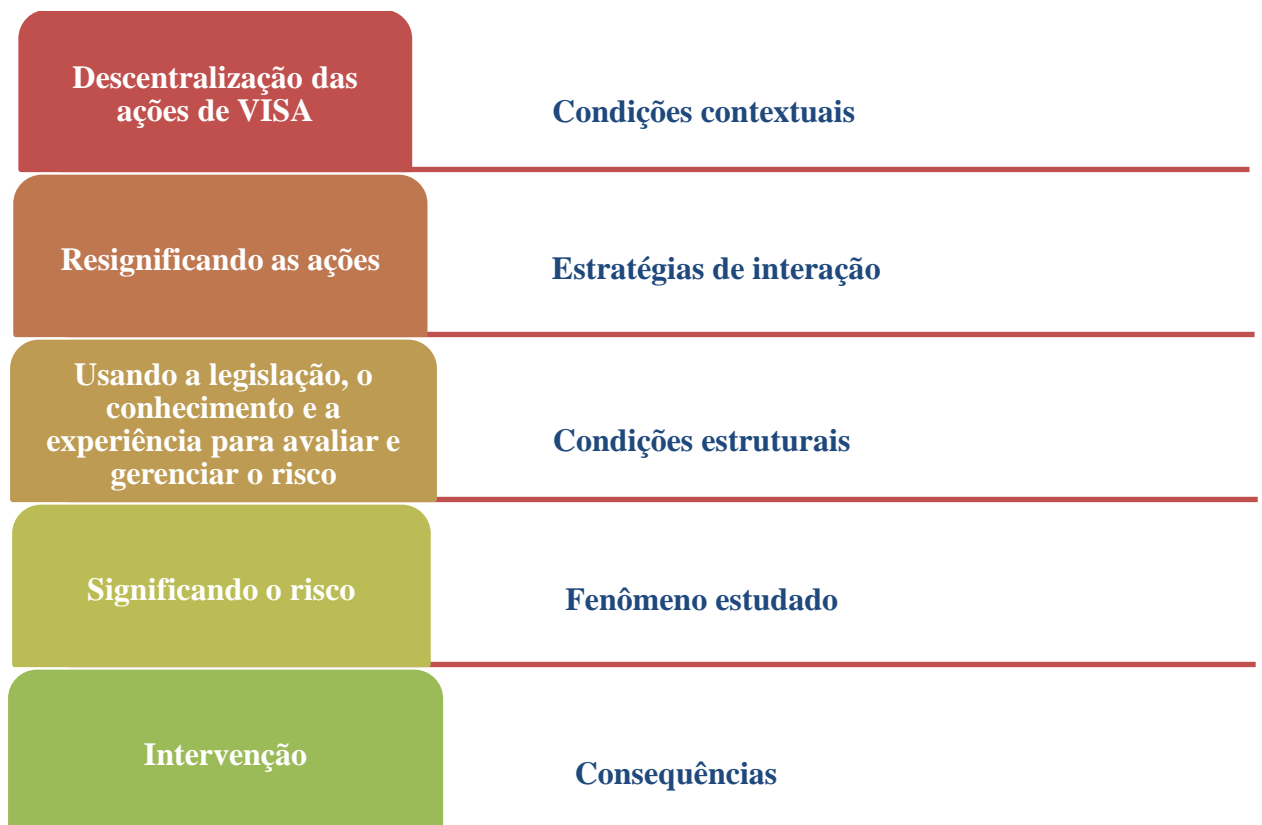 Descentralização das
ações de VISA
Condições contextuais
Resignificando as ações
Estratégias de interação
Usando a legislação, o
conhecimento e a
experiência para avaliar e
gerenciar o risco
Condições estruturais
Significando o risco
Fenômeno estudado
Intervenção
Consequências